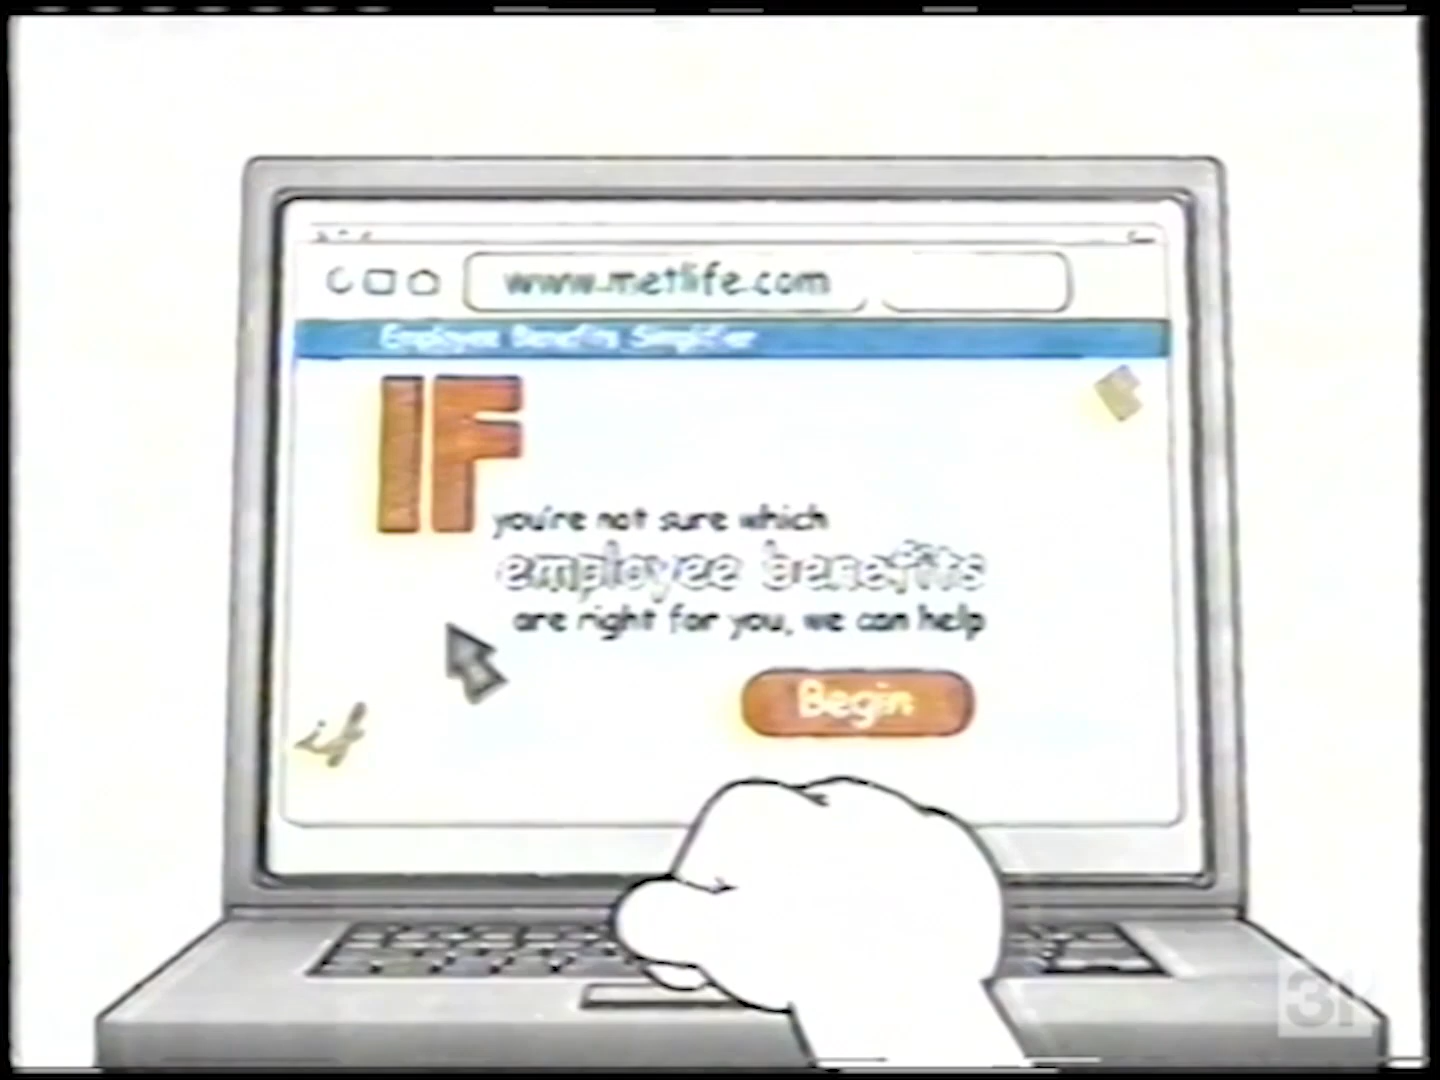 www.metlife.com
Employee Benefits Simplifier
IF
you're not sure which
employee benefits
are right for you, we can help
Begin
if
31